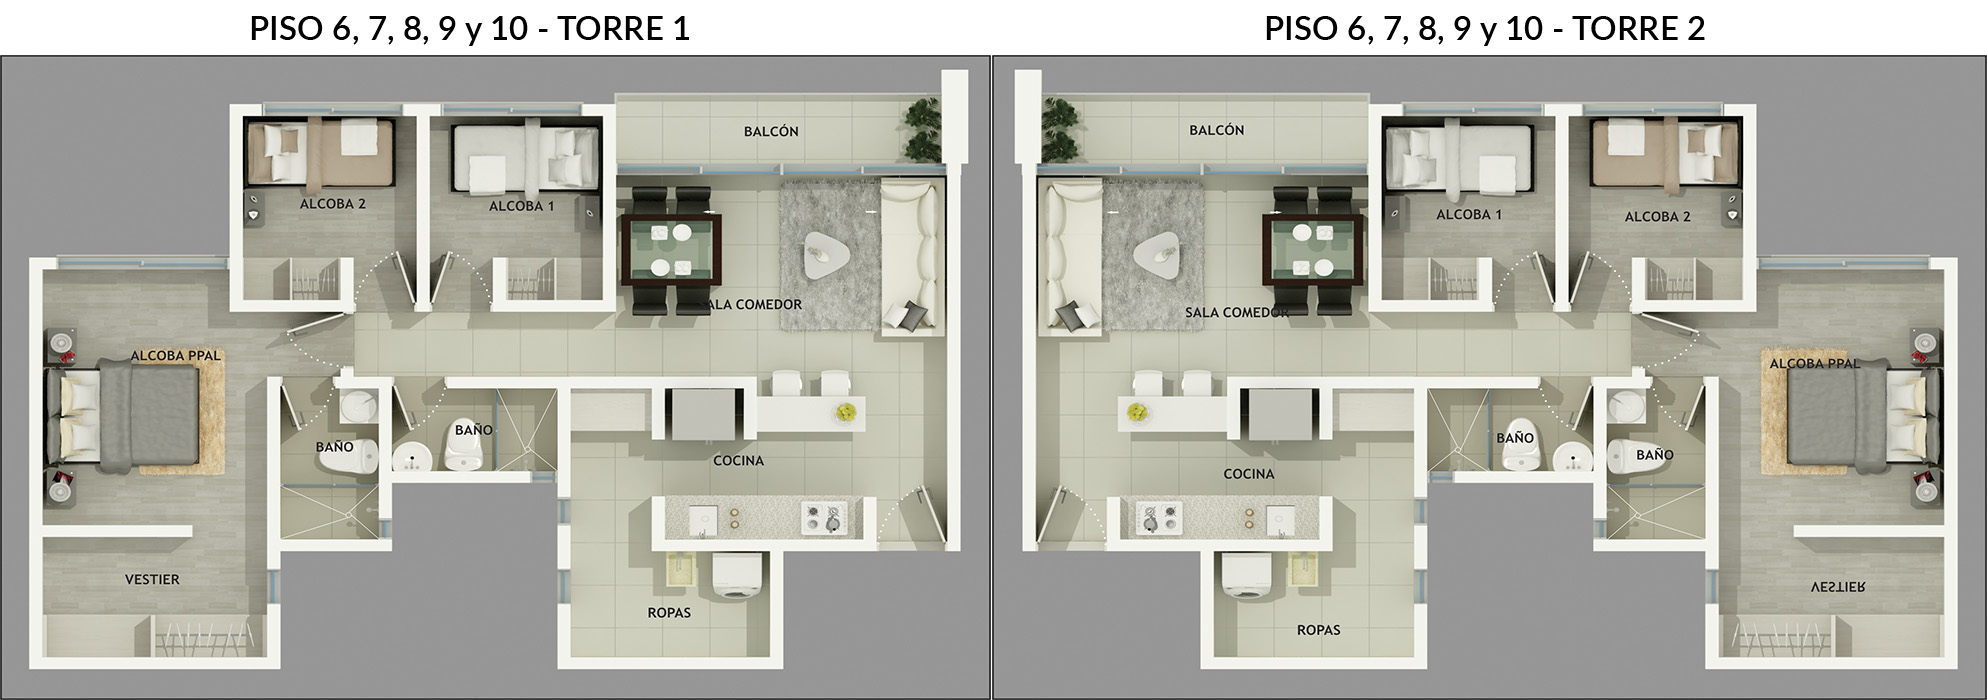 PISO 6, 7, 8, 9 y 10 - TORRE 1
BALCÓN
ALCOBA 2
ALCOBA 1
ALA COMEDOR
ALCOBA PPAL
BAÑO
BAÑO
COCINA
VESTIER
ROPAS
PISO 6, 7, 8, 9 y 10 - TORRE 2
BALCÓN
ALCOBA 1
ALCOBA 2
SALA COMEDOR
ALCOBA PPAL
BAÑO
BAÑO
COCINA
VESTIER
ROPAS